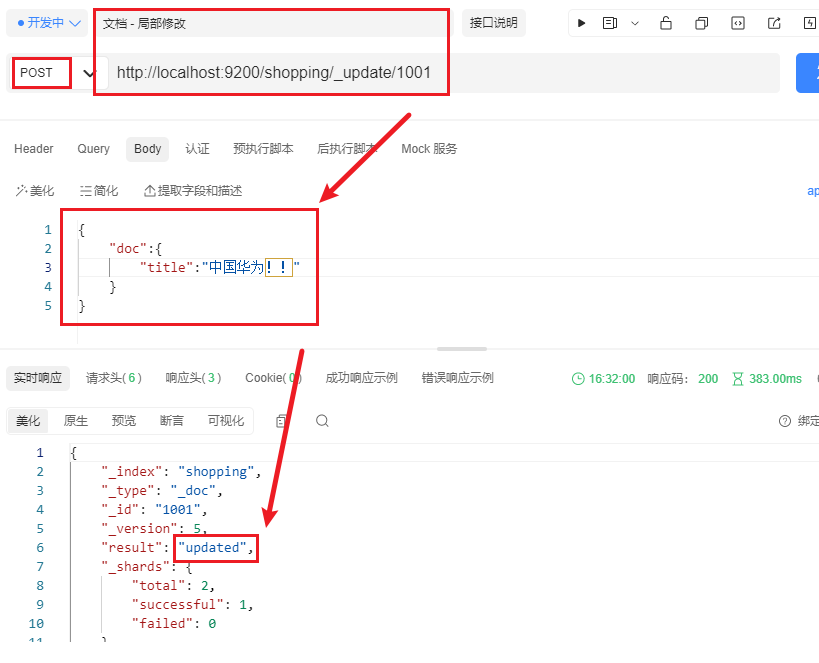 开发中
文档 - 局部修改
接口说明
POST
http://localhost:9200/shopping/_update/1001
Header Query Body 认证 预执行脚本 后执行脚本 Mock 服务
美化 简化 提取字段和描述
ap
1 {
2 "doc":{
3 "title":"中国华为！！"
4 }
5 }
实时响应 请求头( 6 ) 响应头( 3 ) Cookie( 0 ) 成功响应示例 错误响应示例 16:32:00 响应码: 200 383.00ms
美化 原生 预览 断言 可视化 绑定
1 {
2 "_index": "shopping",
3 "_type": "_doc",
4 "_id": "1001",
5 "_version": 5,
6 "result": "updated",
7 "_shards": {
8 "total": 2,
9 "successful": 1,
10 "failed": 0
11 }